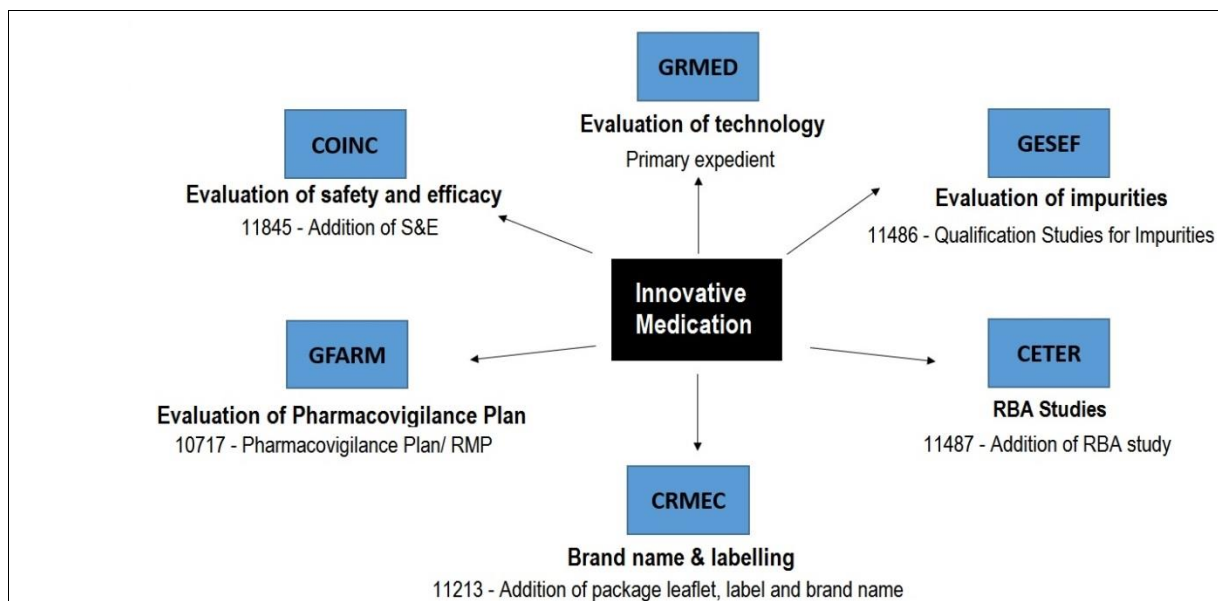 GRMED
Evaluation of technology
Primary expedient
COINC
Evaluation of safety and efficacy
11845 - Addition of S&E
GESEF
Evaluation of impurities
11486 - Qualification Studies for Impurities
Innovative
Medication
GFARM
Evaluation of Pharmacovigilance Plan
10717 - Pharmacovigilance Plan/ RMP
CETER
RBA Studies
11487 - Addition of RBA study
CRMEC
Brand name & labelling
11213 - Addition of package leaflet, label and brand name